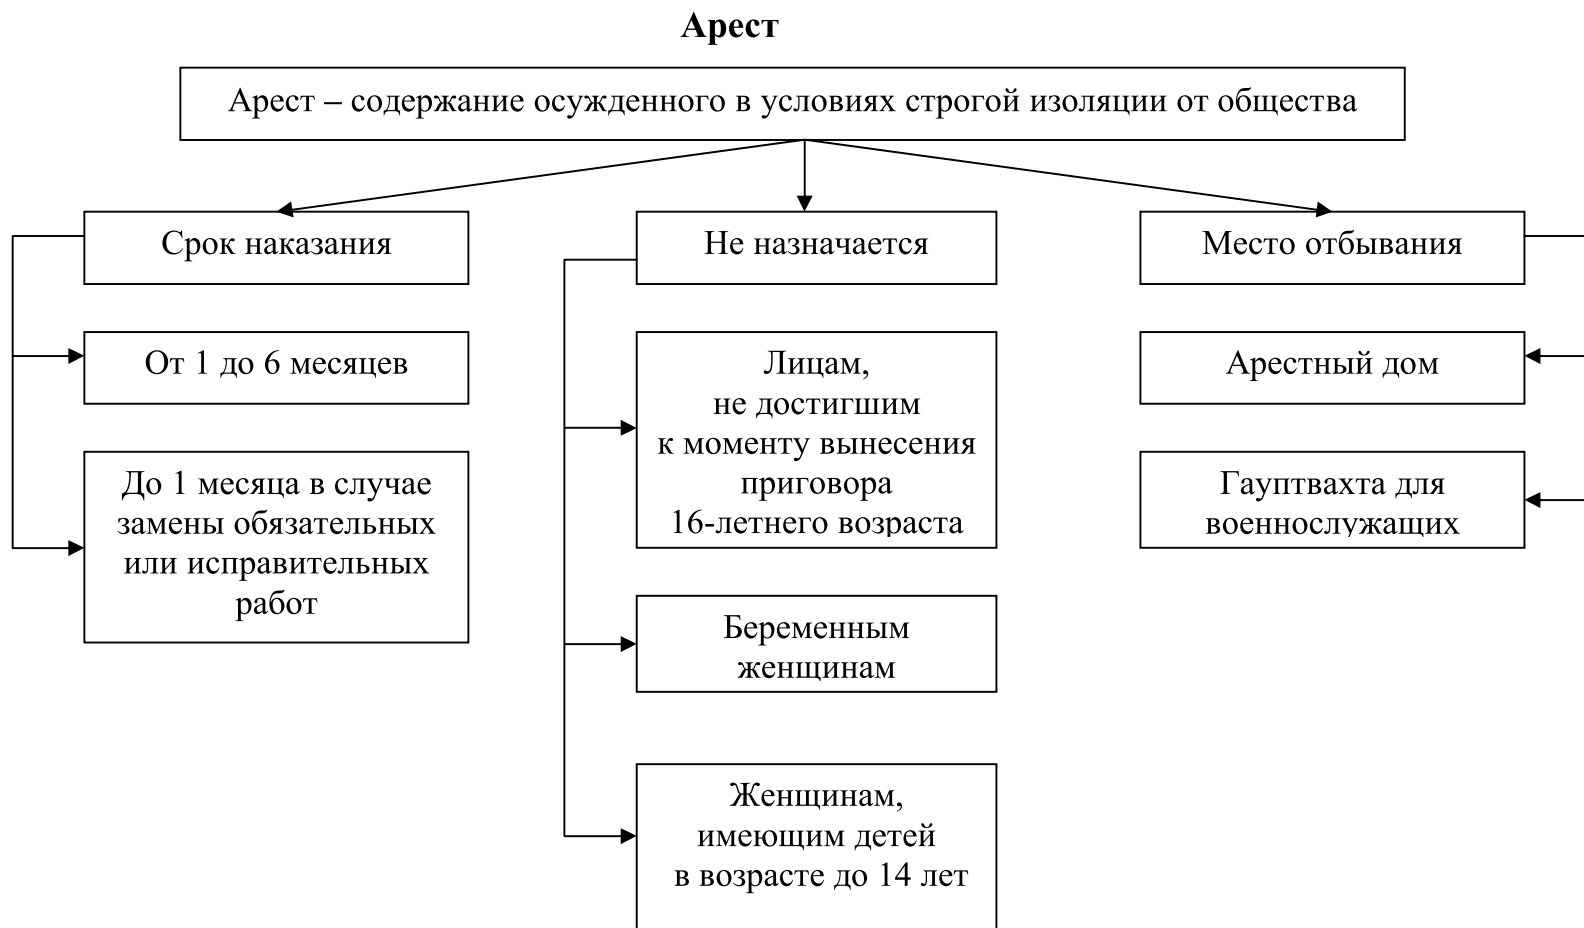 Арест
Арест – содержание осужденного в условиях строгой изоляции от общества
Срок наказания
От 1 до 6 месяцев
До 1 месяца в случае
замены обязательных
или исправительных
работ
Не назначается
Лицам,
не достигшим
к моменту вынесения
приговора
16-летнего возраста
Беременным
женщинам
Женщинам,
имеющим детей
в возрасте до 14 лет
Место отбывания
Арестный дом
Гауптвахта для
военнослужащих